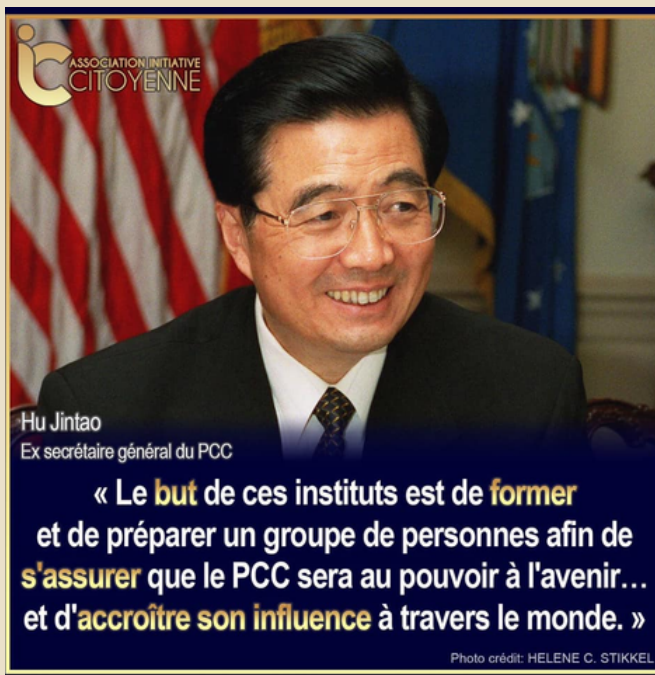 ic ASSOCIATION INITIATIVE
CITOYENNE
Hu Jintao
Ex secrétaire général du PCC
« Le but de ces instituts est de former
et de préparer un groupe de personnes afin de
s'assurer que le PCC sera au pouvoir à l'avenir...
et d'accroître son influence à travers le monde. »
Photo crédit: HELENE C. STIKKEL